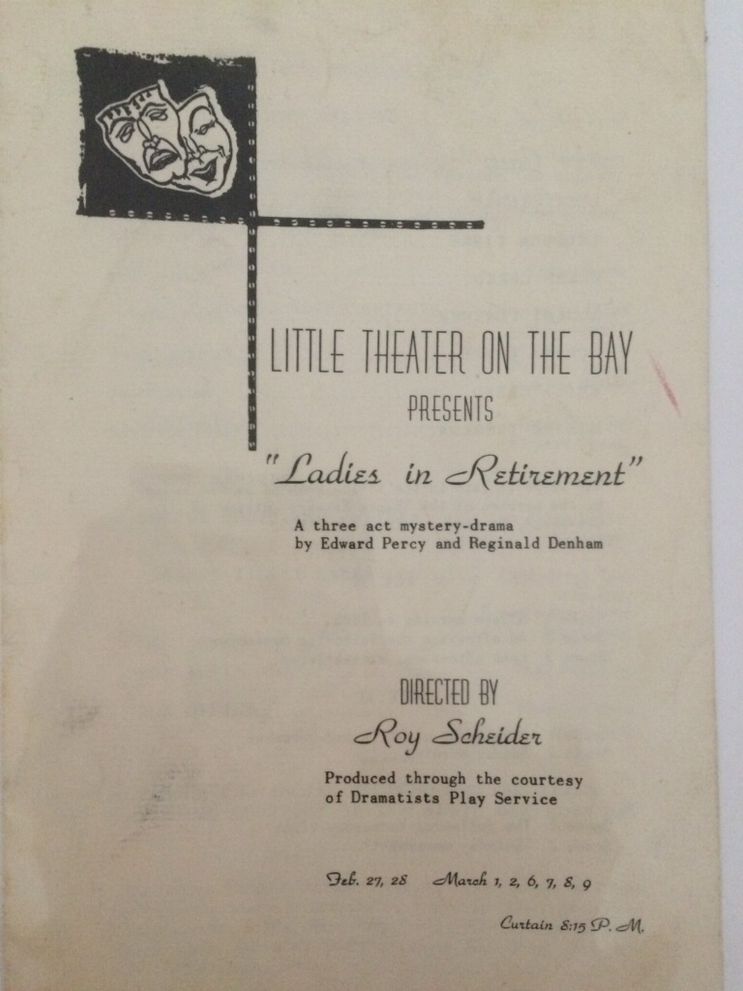 LITTLE THEATER ON THE BAY
PRESENTS
"Ladies in Retirement"
A three act mystery-drama
by Edward Percy and Reginald Denham
DIRECTED BY
Roy Scheider
Produced through the courtesy
of Dramatists Play Service
Feb. 27, 28 March 1, 2, 6, 7, 8, 9
Curtain 8:15 P. M.